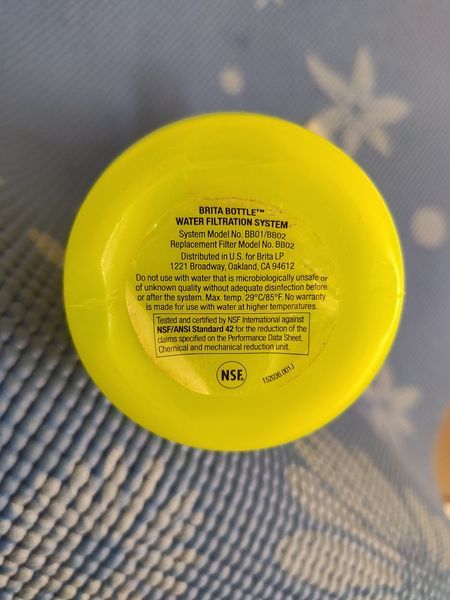 BRITA BOTTLE™
WATER FILTRATION SYSTEM
System Model No. BB01/BB02
Replacement Filter Model No. BB02
Distributed in U.S. for Brita LP
1221 Broadway, Oakland, CA 94612
Do not use with water that is microbiologically unsafe or
of unknown quality without adequate disinfection before
or after the system. Max. temp. 29°C/85°F. No warranty
is made for use with water at higher temperatures.
Tested and certified by NSF International against
NSF/ANSI Standard 42 for the reduction of the
claims specified on the Performance Data Sheet.
Chemical and mechanical reduction unit.
NSF®
152036.001J